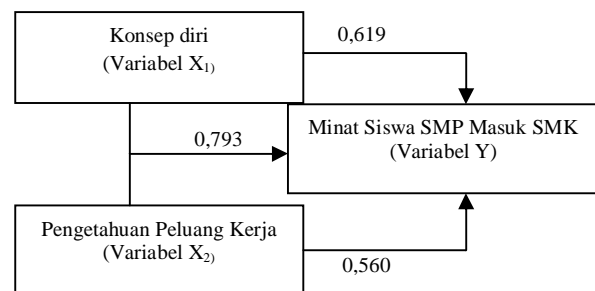 Konsep diri
(Variabel X1)
0,619
Minat Siswa SMP Masuk SMK
(Variabel Y)
0,793
Pengetahuan Peluang Kerja
(Variabel X2)
0,560